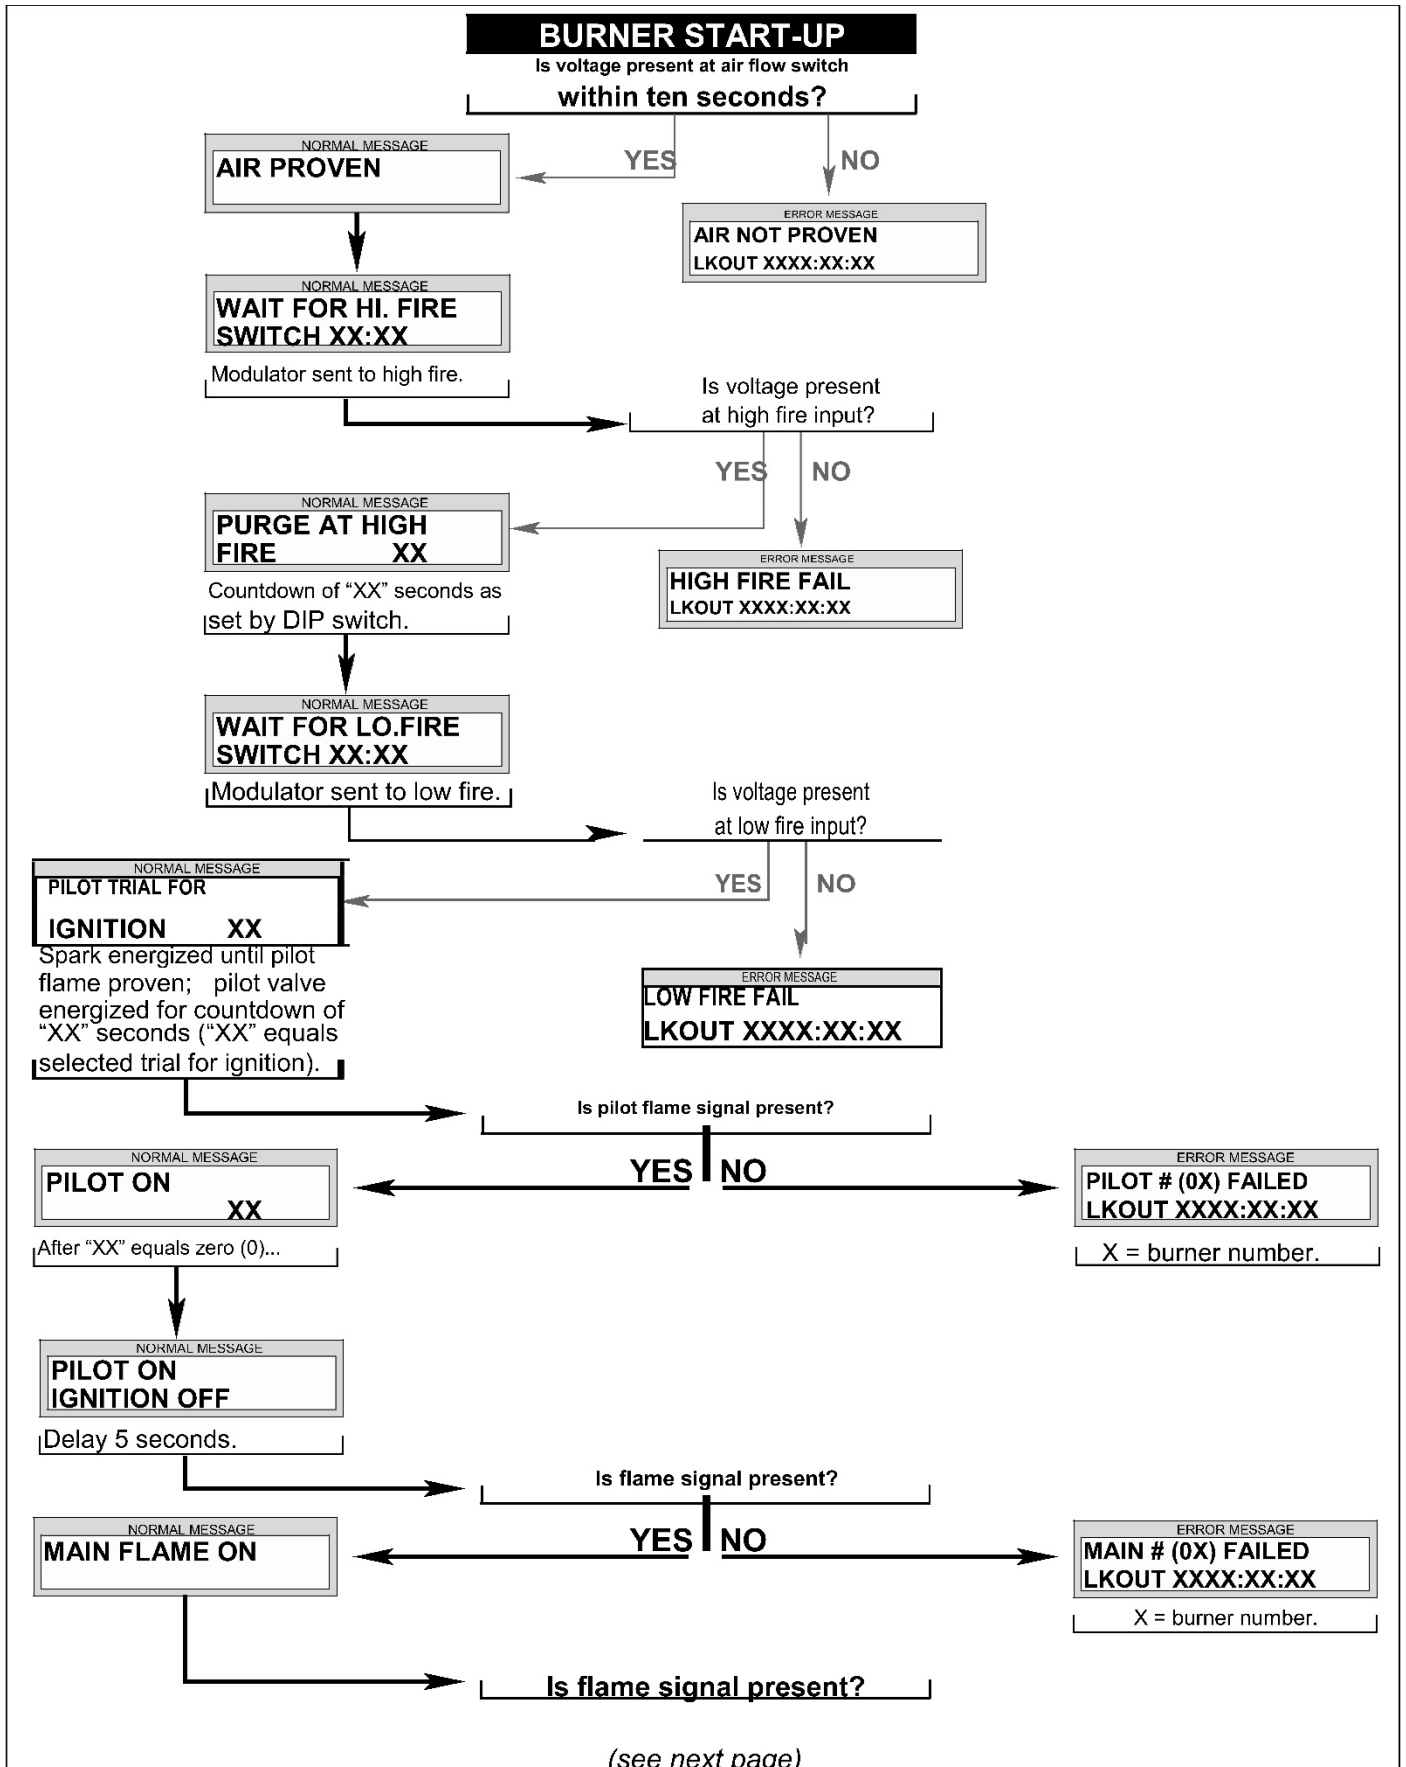 BURNER START-UP
Is voltage present at air flow switch
within ten seconds?
YES
NO
NORMAL MESSAGE
AIR PROVEN
ERROR MESSAGE
AIR NOT PROVEN
LKOUT XXXX:XX:XX
NORMAL MESSAGE
WAIT FOR HI. FIRE
SWITCH XX:XX
Modulator sent to high fire.
Is voltage present
at high fire input?
YES
NO
NORMAL MESSAGE
PURGE AT HIGH
FIRE XX
Countdown of “XX” seconds as
set by DIP switch.
ERROR MESSAGE
HIGH FIRE FAIL
LKOUT XXXX:XX:XX
NORMAL MESSAGE
WAIT FOR LO.FIRE
SWITCH XX:XX
Modulator sent to low fire.
Is voltage present
at low fire input?
YES
NO
NORMAL MESSAGE
PILOT TRIAL FOR
IGNITION XX
Spark energized until pilot
flame proven; pilot valve
energized for countdown of
“XX” seconds (“XX” equals
selected trial for ignition).
ERROR MESSAGE
LOW FIRE FAIL
LKOUT XXXX:XX:XX
Is pilot flame signal present?
YES
NO
NORMAL MESSAGE
PILOT ON
XX
After “XX” equals zero (0)...
ERROR MESSAGE
PILOT # (0X) FAILED
LKOUT XXXX:XX:XX
X = burner number.
NORMAL MESSAGE
PILOT ON
IGNITION OFF
Delay 5 seconds.
Is flame signal present?
YES
NO
NORMAL MESSAGE
MAIN FLAME ON
ERROR MESSAGE
MAIN # (0X) FAILED
LKOUT XXXX:XX:XX
X = burner number.
Is flame signal present?
(see next page)